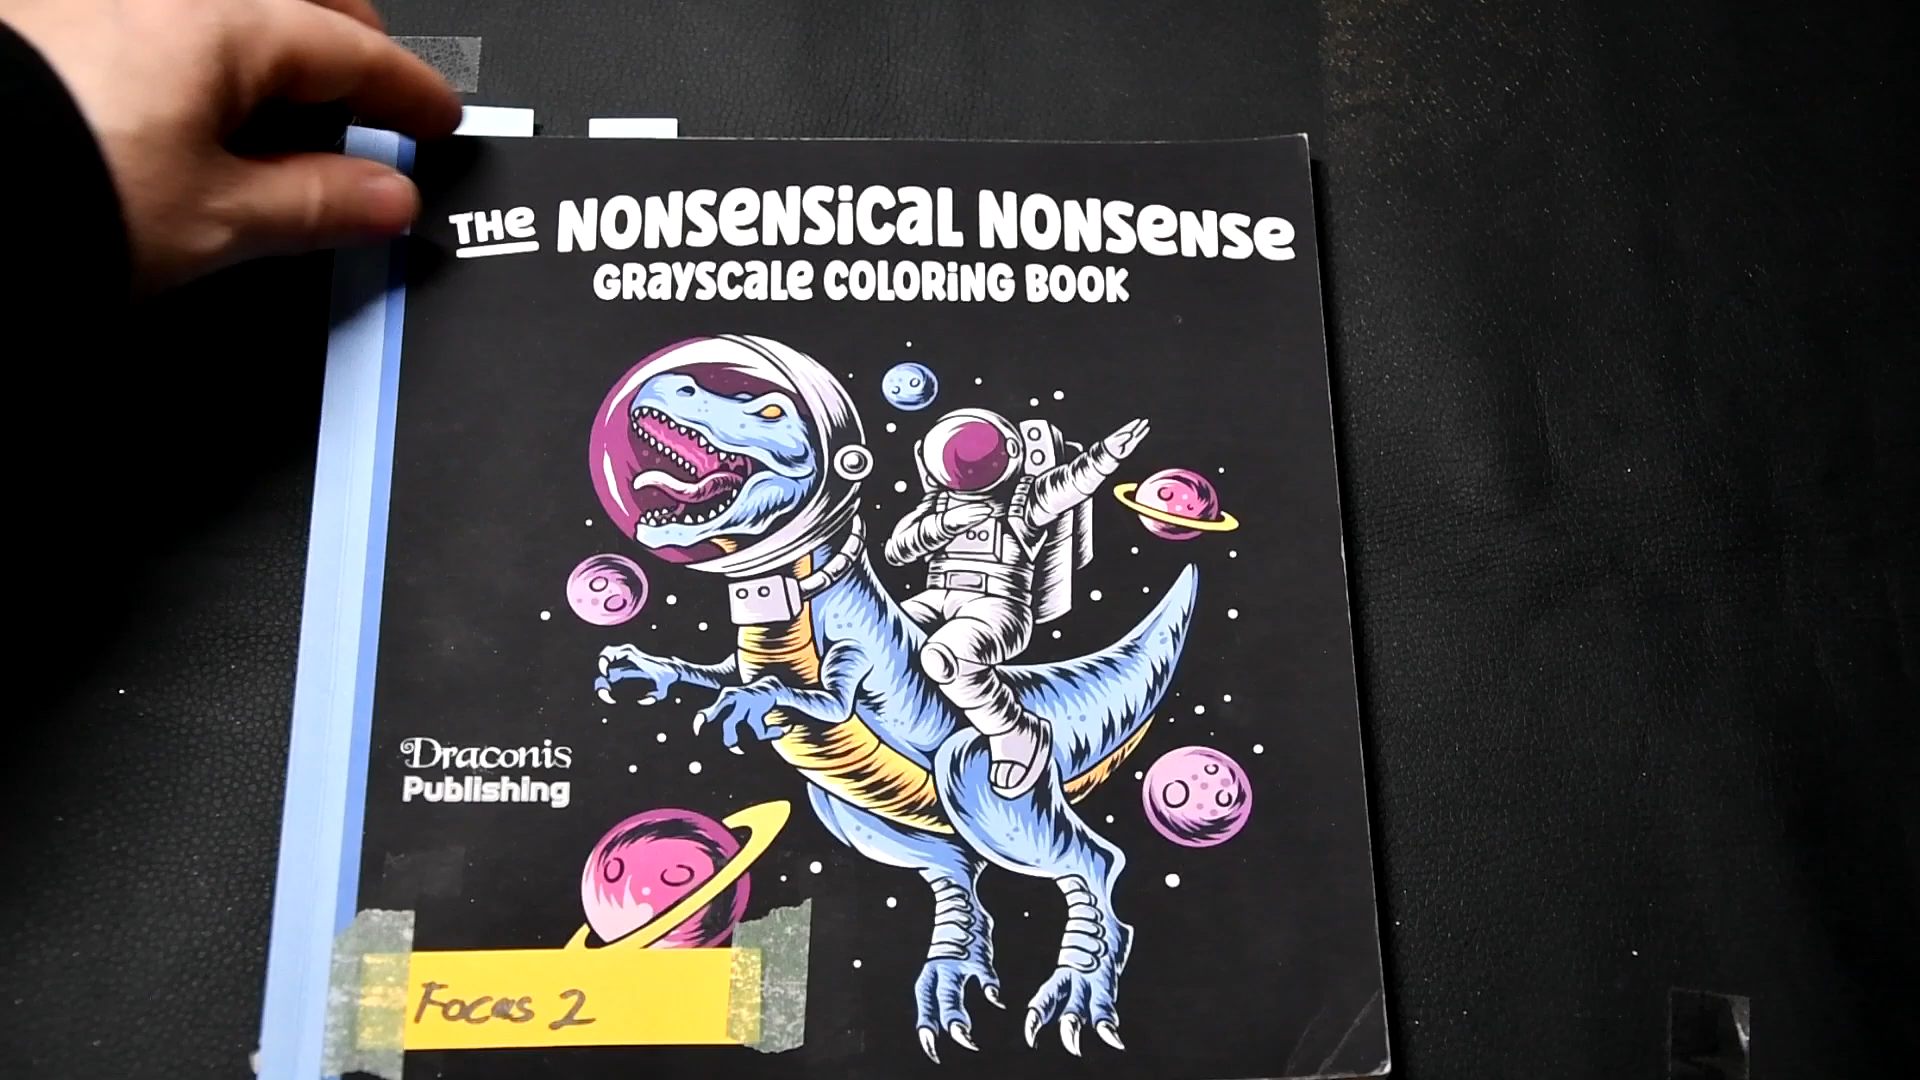 THE NONSENSICAL NONSENSE
GRAYSCALE COLORING BOOK
Draconis
Publishing
Focus 2